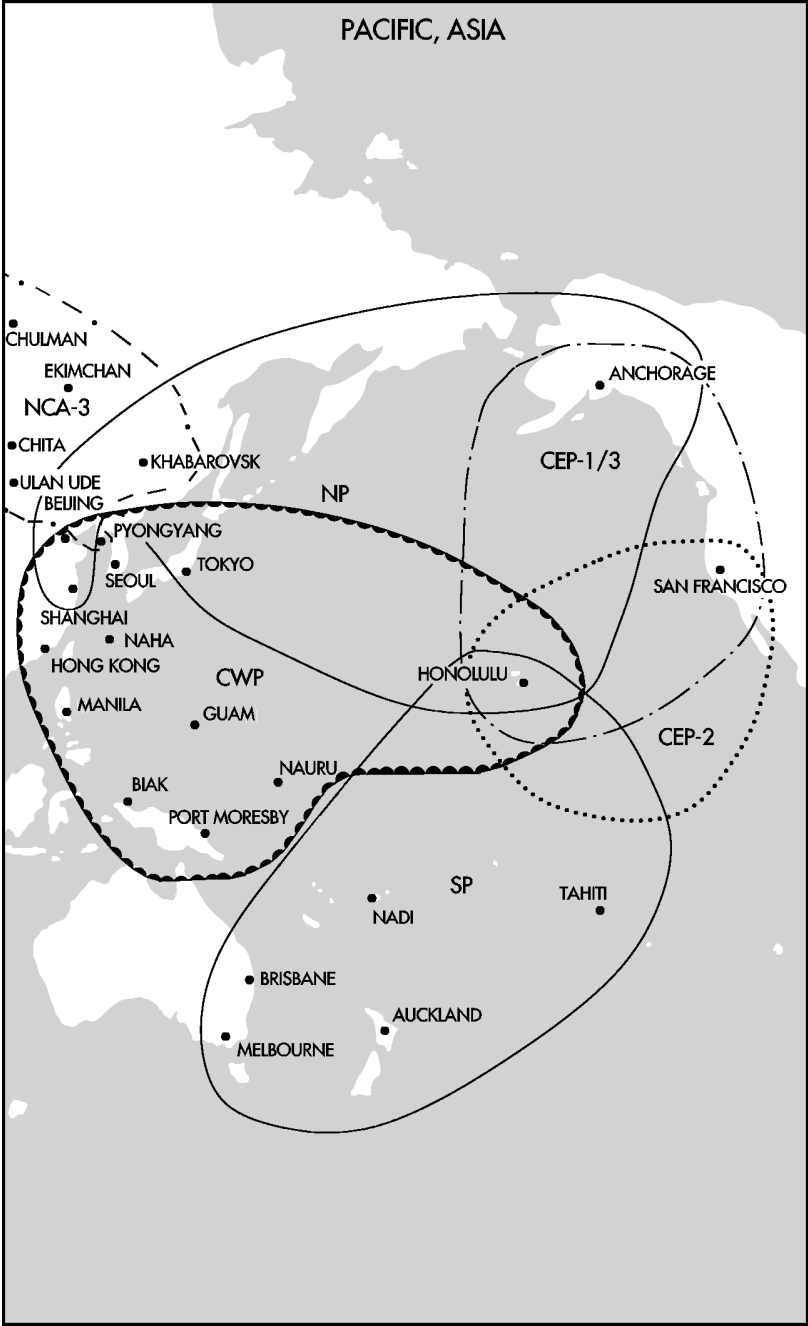 PACIFIC, ASIA
CHULMAN
EKIMCHAN
ANCHORAGE
NCA-3
CHITA
KHABAROVSK
CEP-1/3
ULAN UDE
BEIJING
NP
PYONGYANG
TOKYO
SEOUL
SAN FRANCISCO
SHANGHAI
NAHA
HONG KONG
HONOLULU
CWP
MANILA
GUAM
CEP-2
NAURU
BIAK
PORT MORESBY
SP
TAHITI
NADI
BRISBANE
AUCKLAND
MELBOURNE